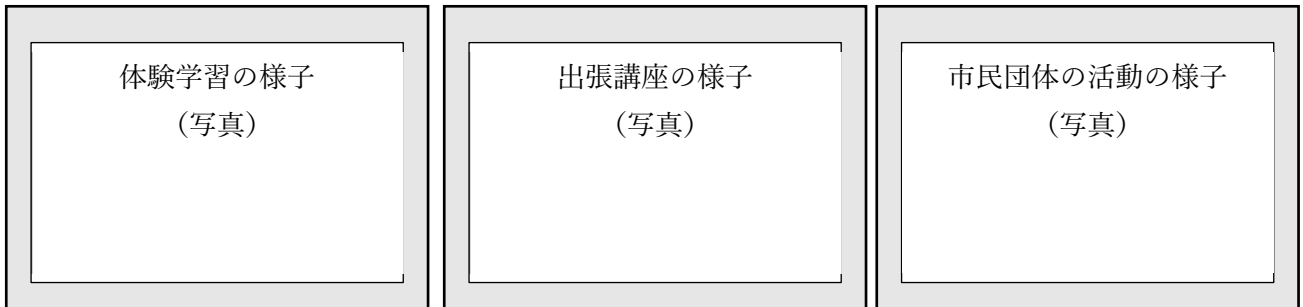 体験学習の様子
（写真）
出張講座の様子
（写真）
市民団体の活動の様子
（写真）